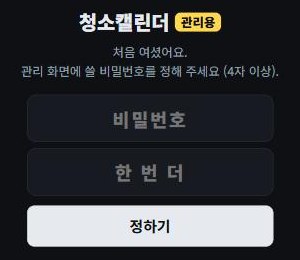 청소캘린더 관리용
처음 여셨어요.
관리 화면에 쓸 비밀번호를 정해 주세요 (4자 이상).
비밀번호
한 번 더
정하기